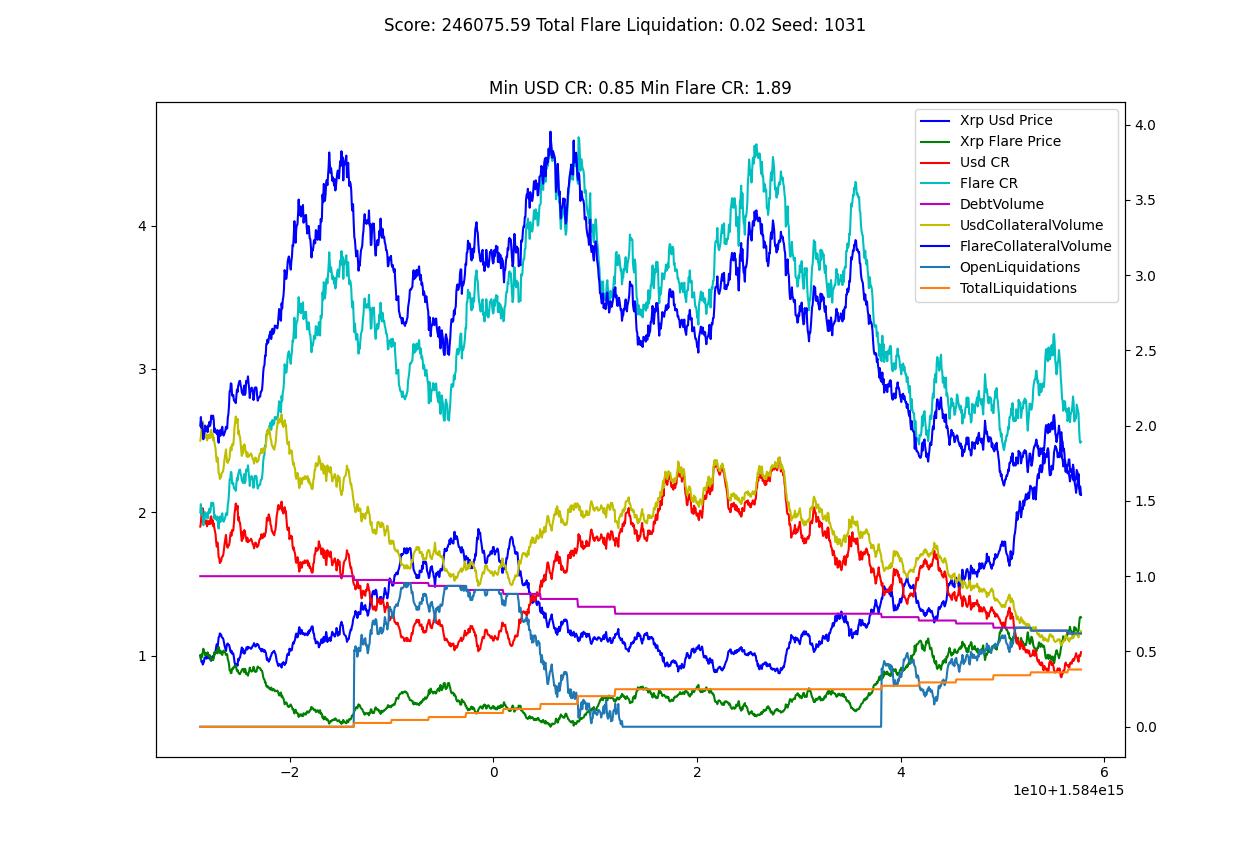 Score: 246075.59 Total Flare Liquidation: 0.02 Seed: 1031
Min USD CR: 0.85 Min Flare CR: 1.89
Xrp Usd Price
Xrp Flare Price
Usd CR
Flare CR
DebtVolume
UsdCollateralVolume
FlareCollateralVolume
OpenLiquidations
TotalLiquidations
4
3
2
1
4.0
3.5
3.0
2.5
2.0
1.5
1.0
0.5
0.0
−2 0 2 4 6
1e10+1.584e15